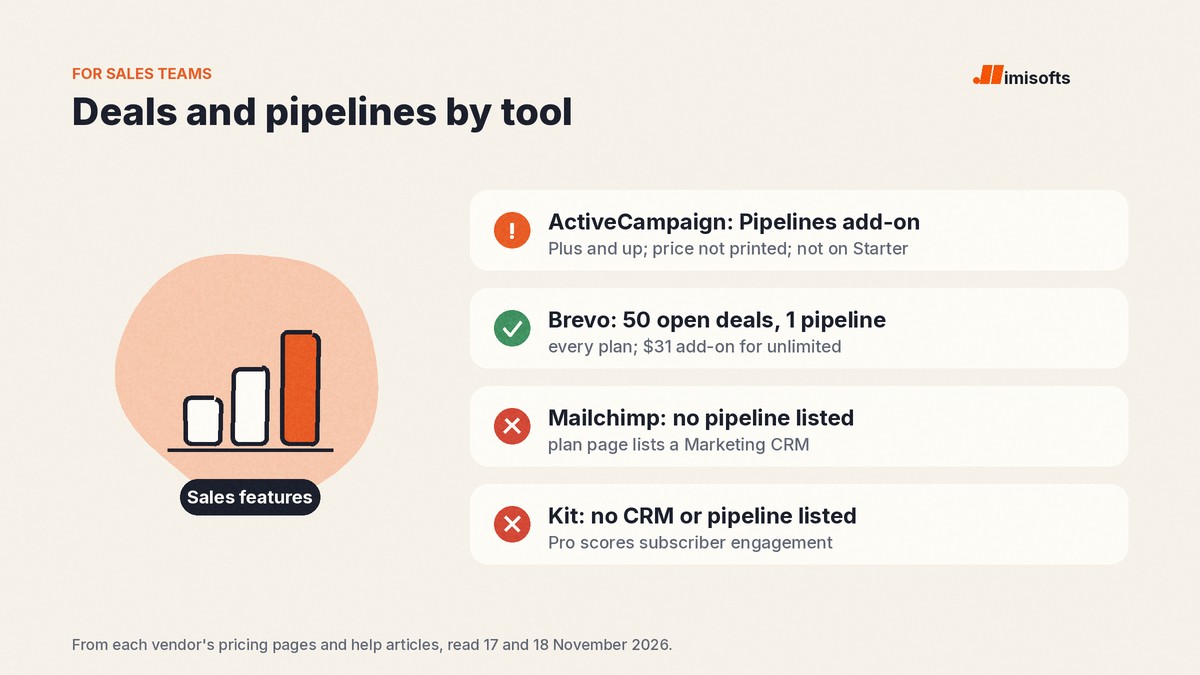 FOR SALES TEAMS
Deals and pipelines by tool
imisofts
ActiveCampaign: Pipelines add-on
Plus and up; price not printed; not on Starter
Brevo: 50 open deals, 1 pipeline
every plan; $31 add-on for unlimited
Mailchimp: no pipeline listed
plan page lists a Marketing CRM
Kit: no CRM or pipeline listed
Pro scores subscriber engagement
Sales features
From each vendor's pricing pages and help articles, read 17 and 18 November 2026.